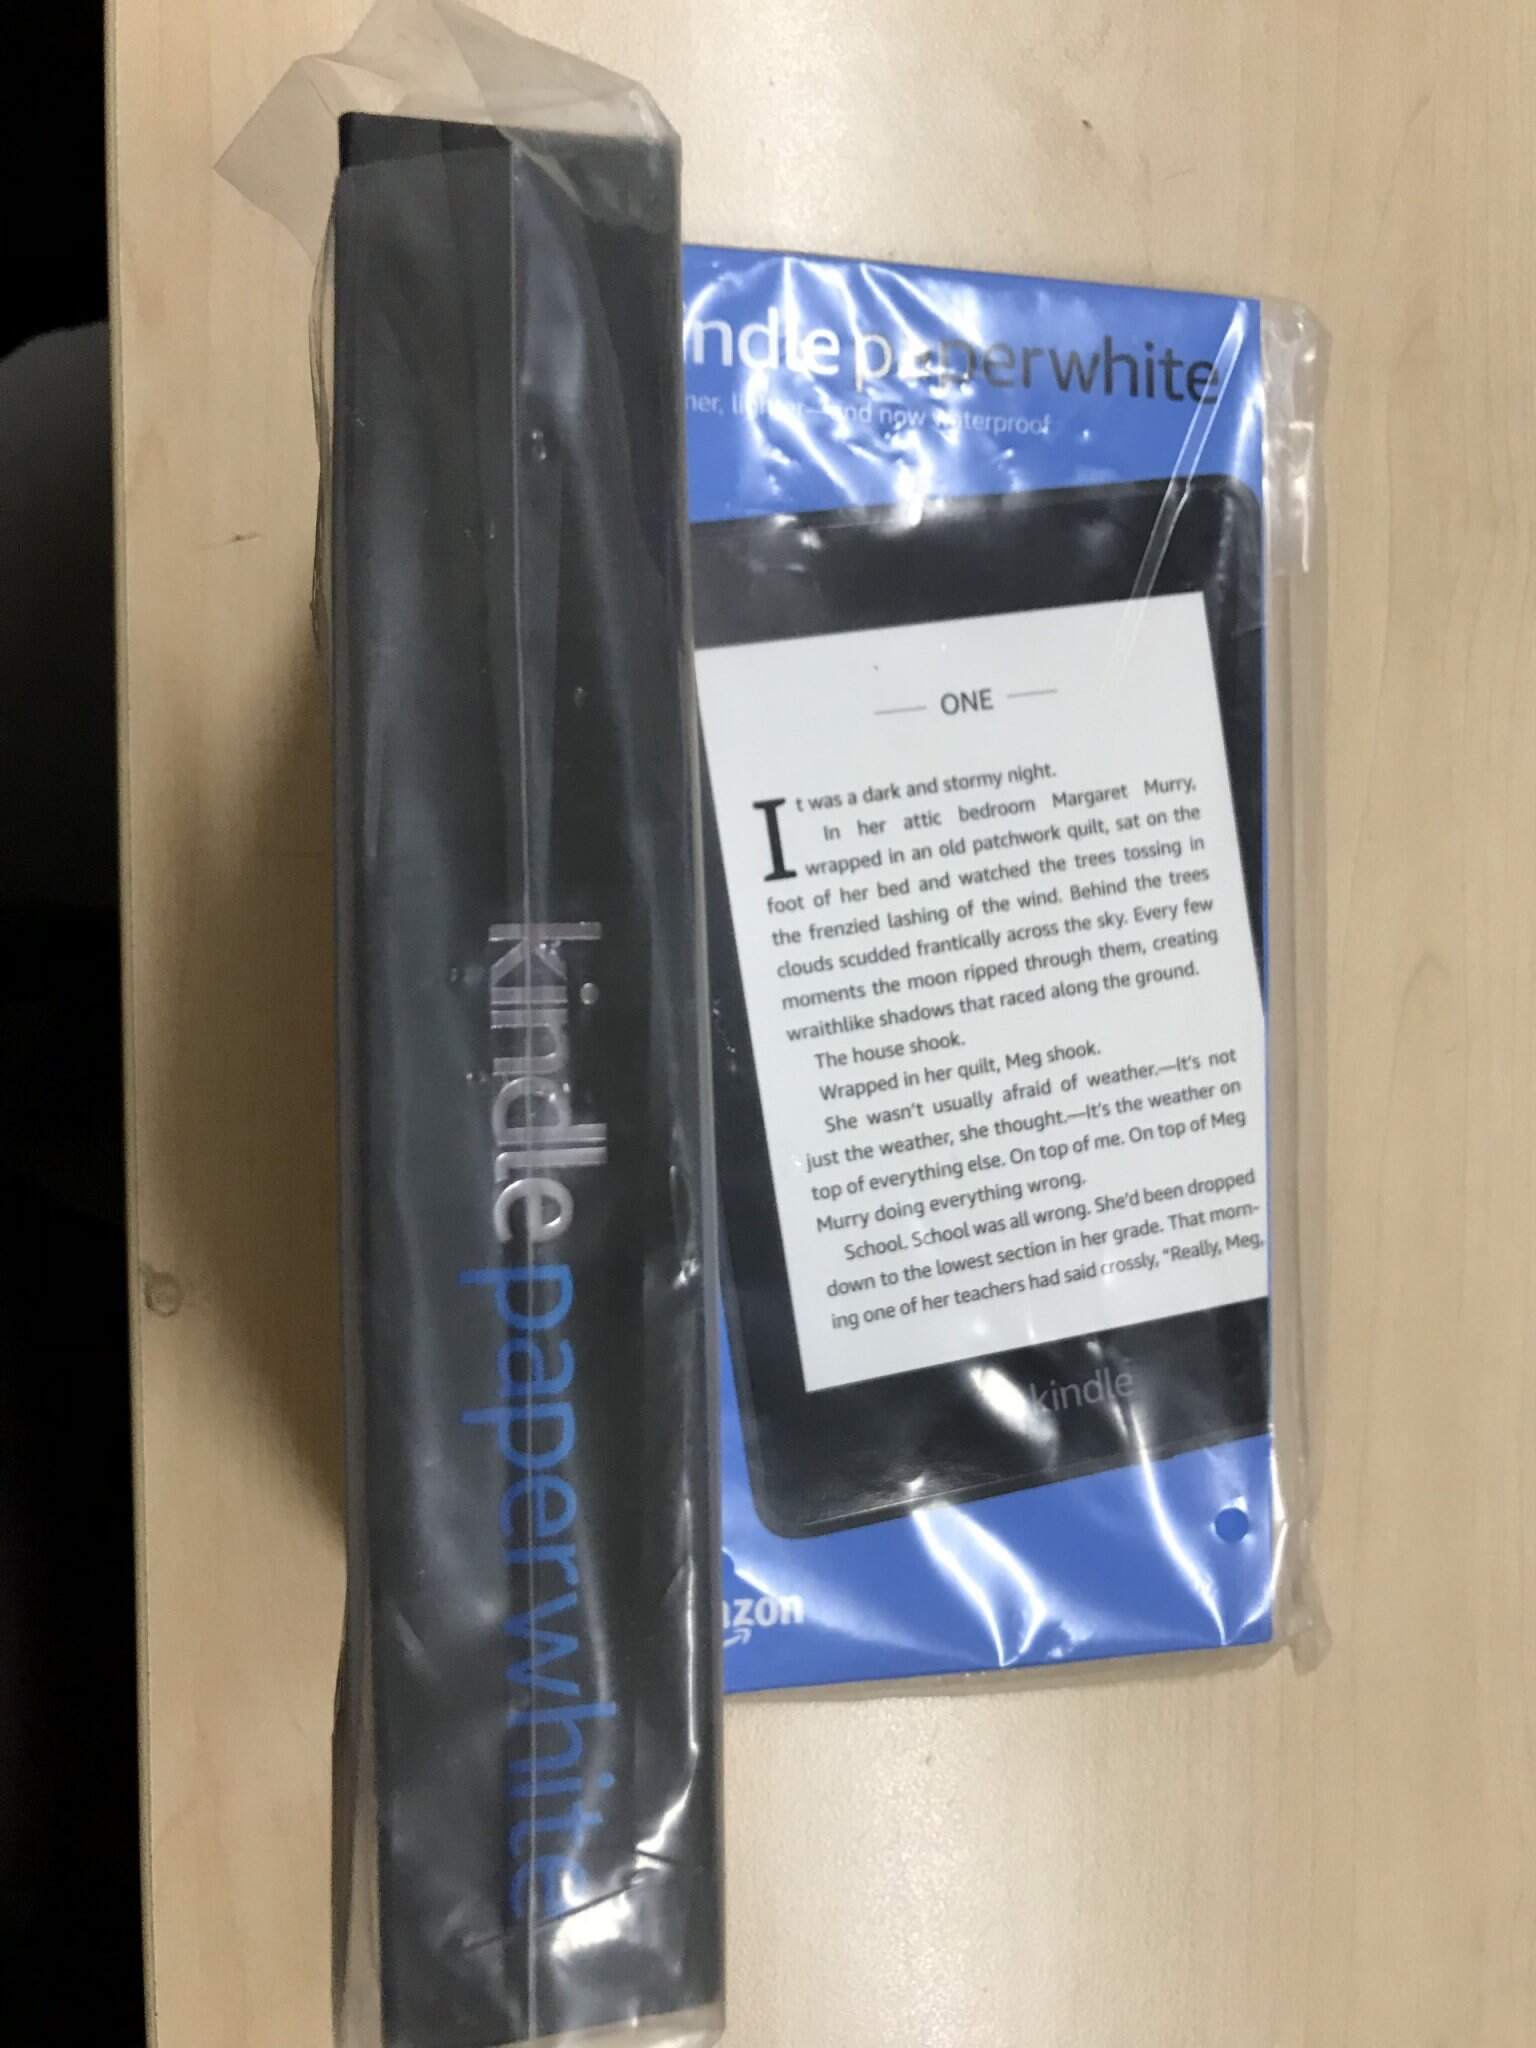 kindle paperwhite
ndle paperwhite
ner, lighter—and now waterproof
ONE
It was a dark and stormy night.
In her attic bedroom Margaret Murry,
wrapped in an old patchwork quilt, sat on the
foot of her bed and watched the trees tossing in
the frenzied lashing of the wind. Behind the trees
clouds scudded frantically across the sky. Every few
moments the moon ripped through them, creating
wraithlike shadows that raced along the ground.
The house shook.
Wrapped in her quilt, Meg shook.
She wasn't usually afraid of weather.—It's not
just the weather, she thought.—It's the weather on
top of everything else. On top of me. On top of Meg
Murry doing everything wrong.
School. School was all wrong. She'd been dropped
down to the lowest section in her grade. That morn-
ing one of her teachers had said crossly, “Really, Meg,
kindle
azon